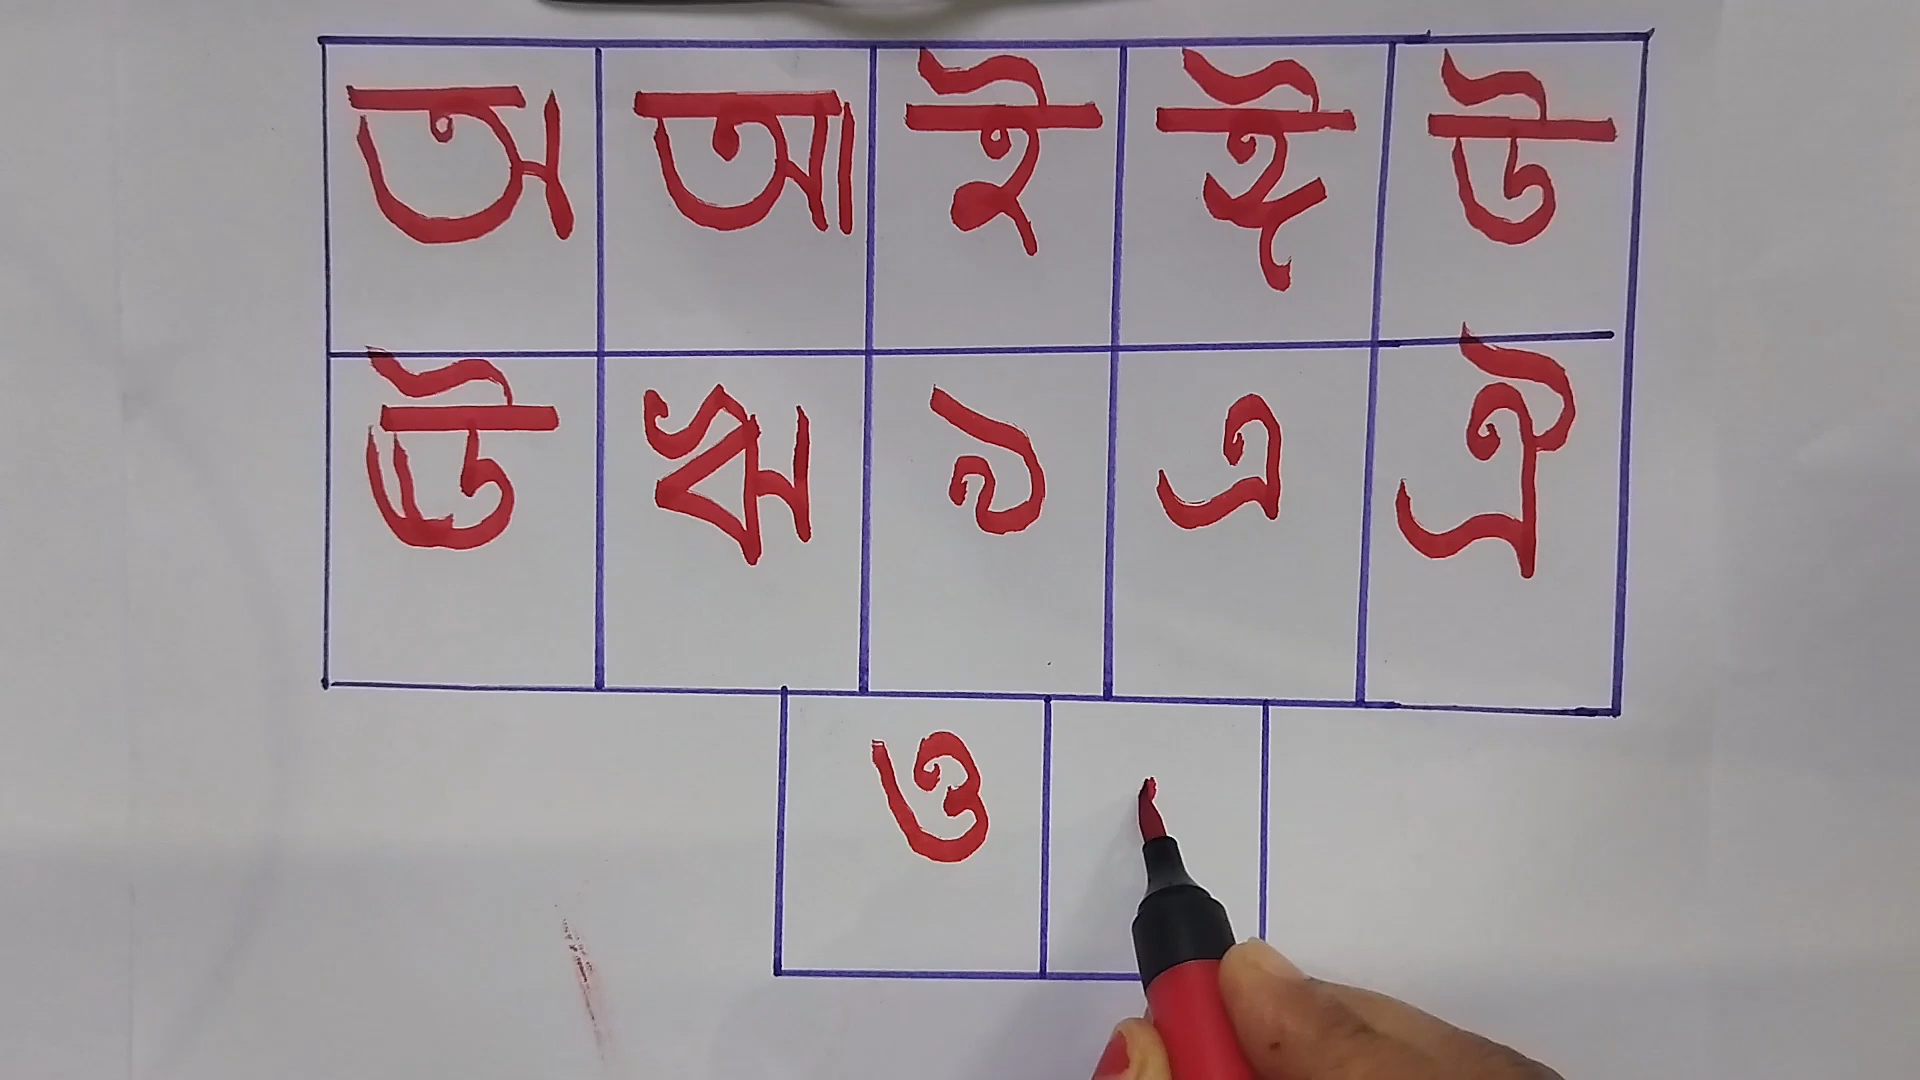 অ আ ই ঈ উ
ঊ ঋ ঌ এ ঐ
ও